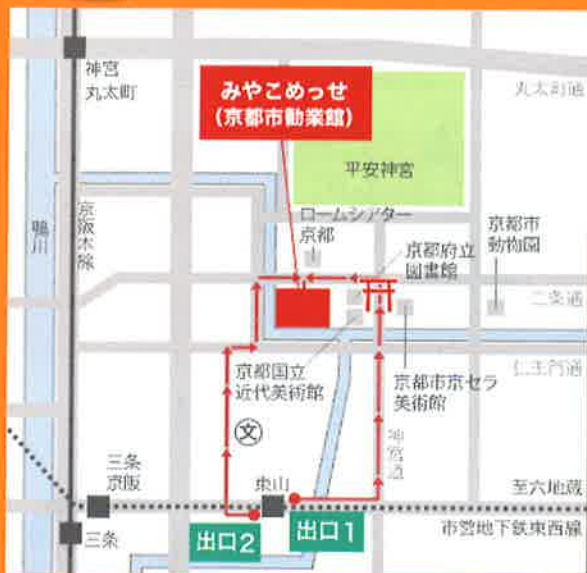 神宮
丸太町
みやこめっせ
(京都市勧業館)
丸太町通
平安神宮
鴨川
京阪本線
ロームシアター
京都
京都府立
図書館
京都市
動物園
二条通
京都国立
近代美術館
京都市京セラ
美術館
仁王門通
文
神宮道
三条
京阪
東山
至六地蔵
三条
出口2
出口1
市営地下鉄東西線